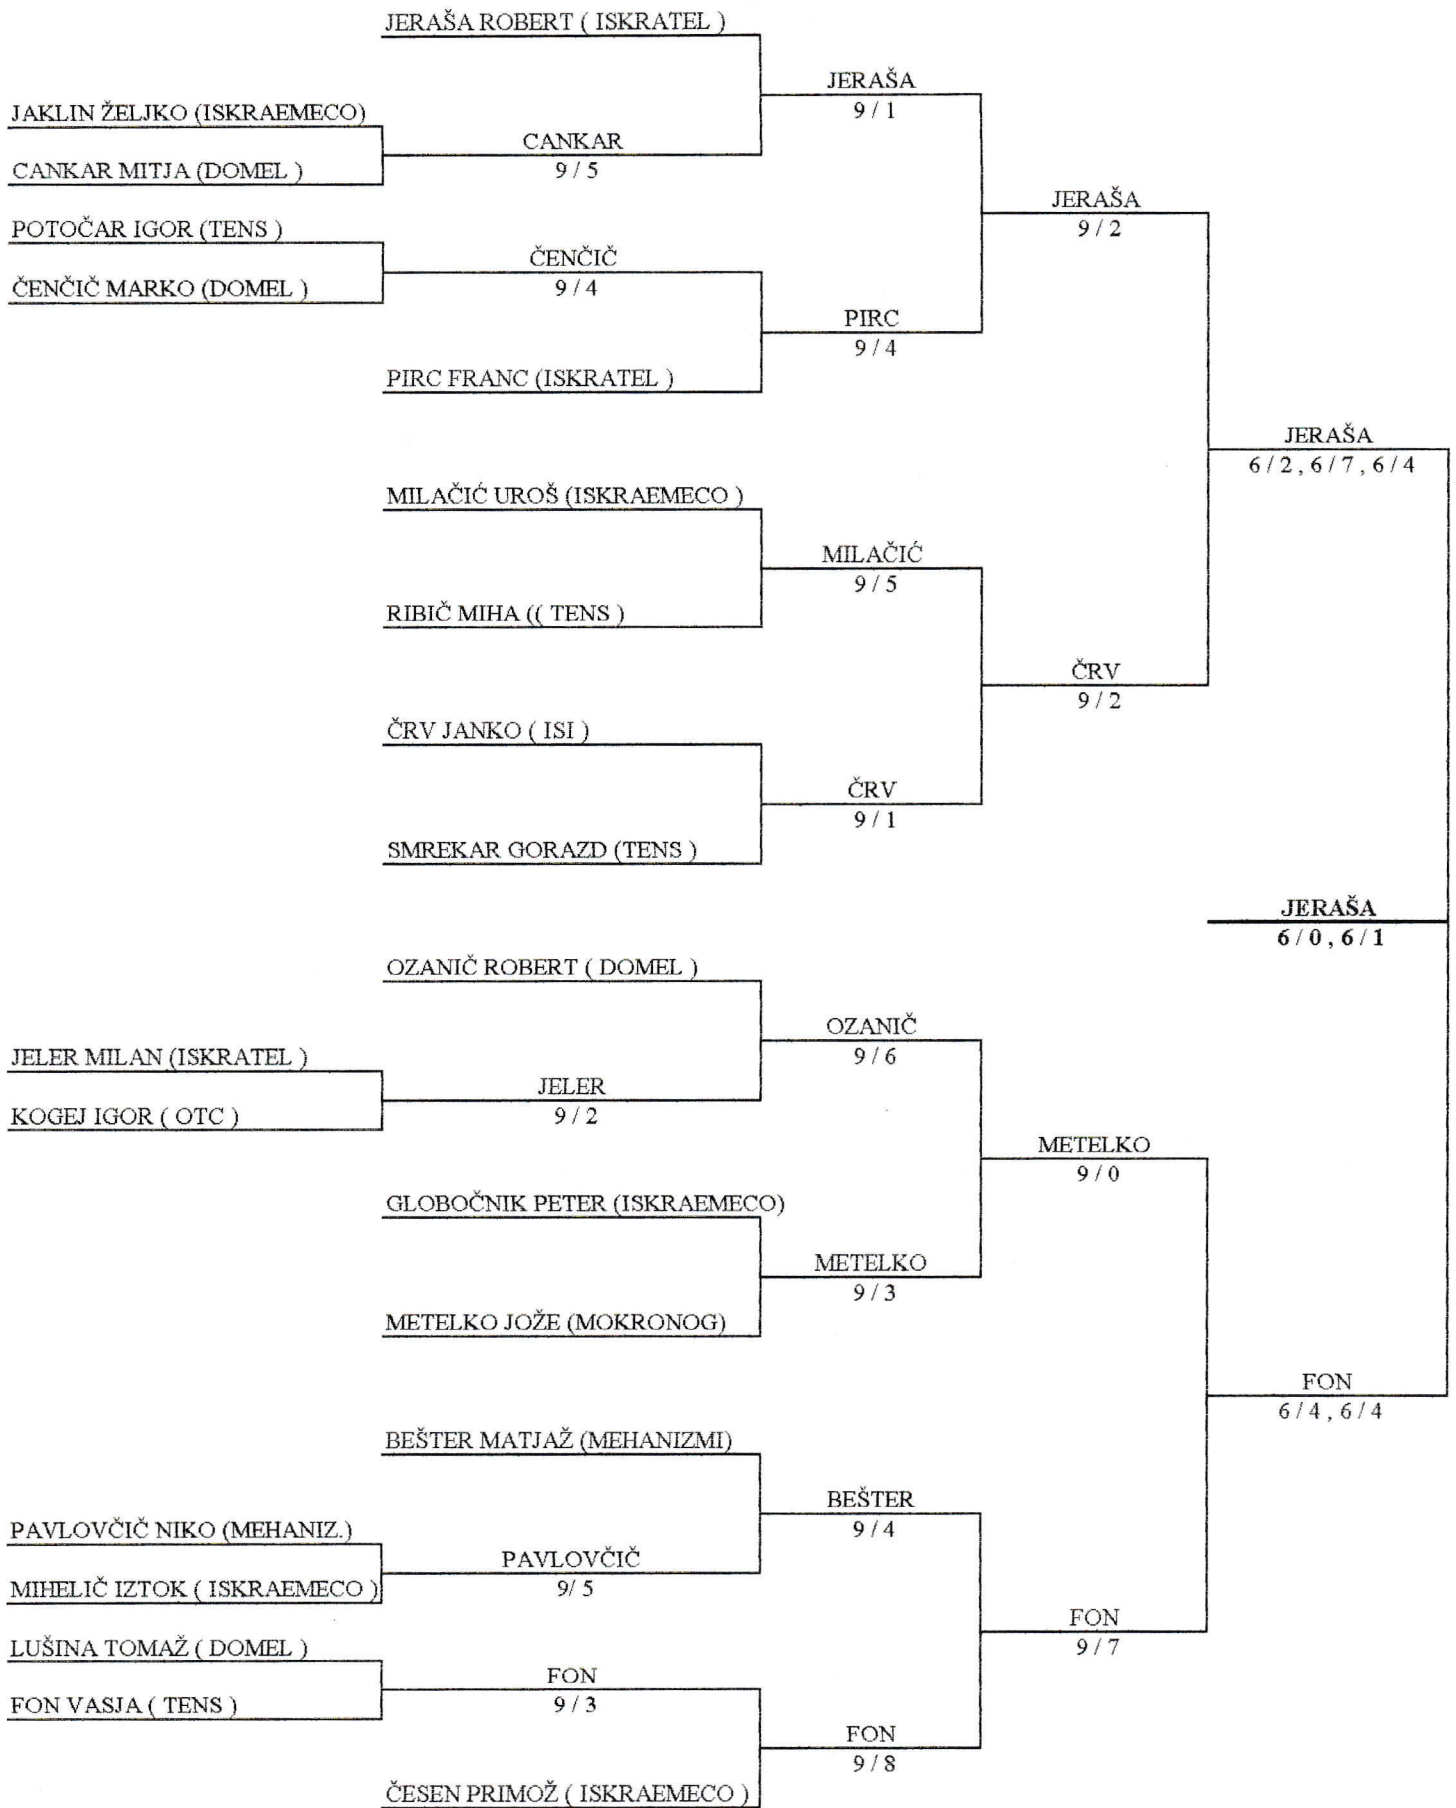 JERAŠA ROBERT ( ISKRATEL )
JERAŠA
9 / 1
JAKLIN ŽELJKO (ISKRAEMECO)
CANKAR
9 / 5
CANKAR MITJA (DOMEL )
JERAŠA
9 / 2
POTOČAR IGOR (TENS )
ČENČIČ
9 / 4
ČENČIČ MARKO (DOMEL )
PIRC
9 / 4
PIRC FRANC (ISKRATEL )
JERAŠA
6 / 2 , 6 / 7 , 6 / 4
MILAČIĆ UROŠ (ISKRAEMECO )
MILAČIĆ
9 / 5
RIBIČ MIHA (( TENS )
ČRV
9 / 2
ČRV JANKO ( ISI )
ČRV
9 / 1
SMREKAR GORAZD (TENS )
JERAŠA
6 / 0 , 6 / 1
OZANIČ ROBERT ( DOMEL )
OZANIČ
9 / 6
JELER MILAN (ISKRATEL )
JELER
9 / 2
KOGEJ IGOR ( OTC )
METELKO
9 / 0
GLOBOČNIK PETER (ISKRAEMECO)
METELKO
9 / 3
METELKO JOŽE (MOKRONOG)
FON
6 / 4 , 6 / 4
BEŠTER MATJAŽ (MEHANIZMI)
BEŠTER
9 / 4
PAVLOVČIČ NIKO (MEHANIZ.)
PAVLOVČIČ
9/ 5
MIHELIČ IZTOK ( ISKRAEMECO )
FON
9 / 7
LUŠINA TOMAŽ ( DOMEL )
FON
9 / 3
FON VASJA ( TENS )
FON
9 / 8
ČESEN PRIMOŽ ( ISKRAEMECO )